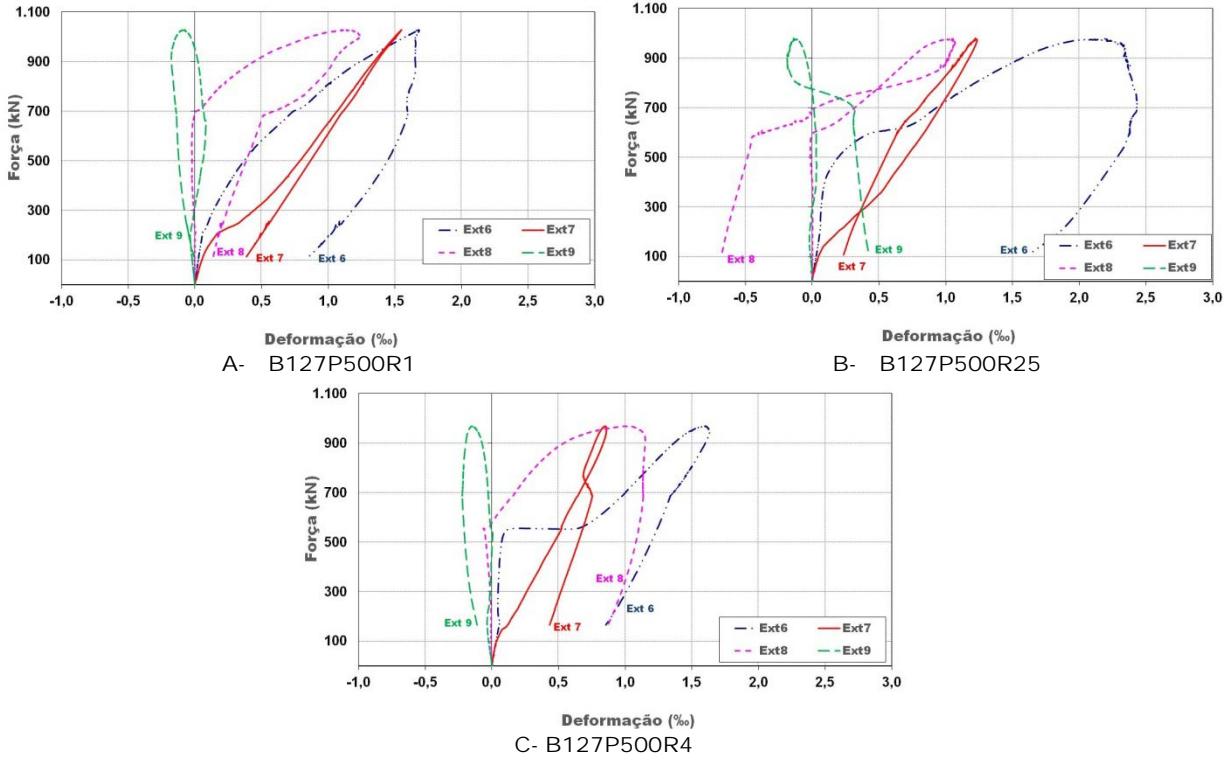 1.100
900
700
500
300
100
Força (kN)
-1,0 -0,5 0,0 0,5 1,0 1,5 2,0 2,5 3,0
Deformação (‰)
Ext 9
Ext 8
Ext 7
Ext 6
Ext6 Ext7
Ext8 Ext9
A- B127P500R1
1.100
900
700
500
300
100
Força (kN)
-1,0 -0,5 0,0 0,5 1,0 1,5 2,0 2,5 3,0
Deformação (‰)
Ext 8
Ext 7
Ext 9
Ext 6
Ext6 Ext7
Ext8 Ext9
B- B127P500R25
1.100
900
700
500
300
100
Força (kN)
-1,0 -0,5 0,0 0,5 1,0 1,5 2,0 2,5 3,0
Deformação (‰)
Ext 9
Ext 7
Ext 8
Ext 6
Ext6 Ext7
Ext8 Ext9
C- B127P500R4